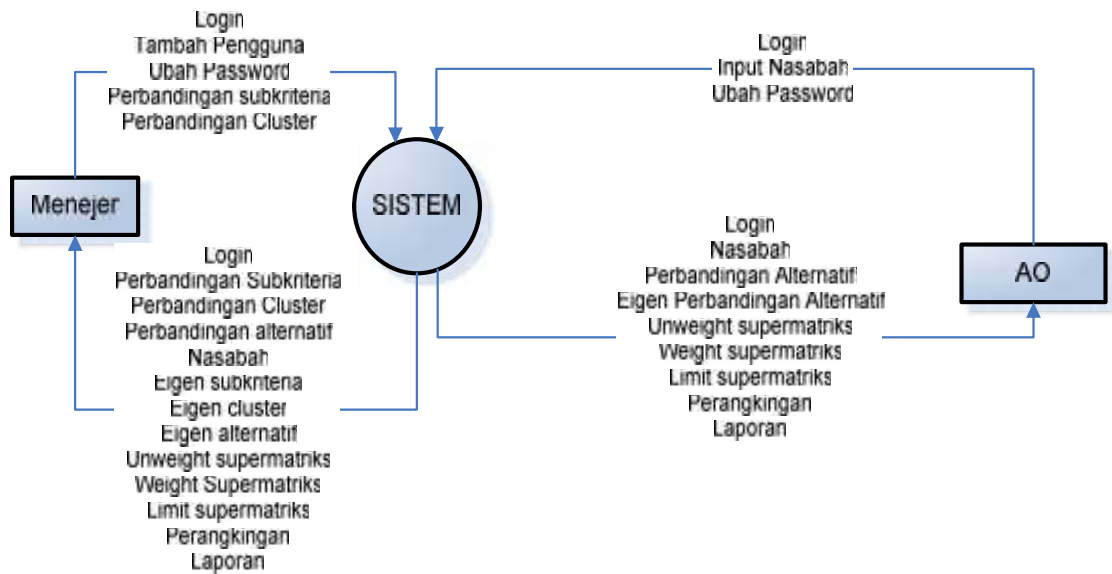 Login
Tambah Pengguna
Ubah Password
Perbandingan subkriteria
Perbandingan Cluster
Login
Input Nasabah
Ubah Password
Menejer
SISTEM
AO
Login
Perbandingan Subkriteria
Perbandingan Cluster
Perbandingan alternatif
Nasabah
Eigen subkriteria
Eigen cluster
Eigen alternatif
Unweight supermatriks
Weight Supermatriks
Limit supermatriks
Perangkingan
Laporan
Login
Nasabah
Perbandingan Alternatif
Eigen Perbandingan Alternatif
Unweight supermatriks
Weight supermatriks
Limit supermatriks
Perangkingan
Laporan